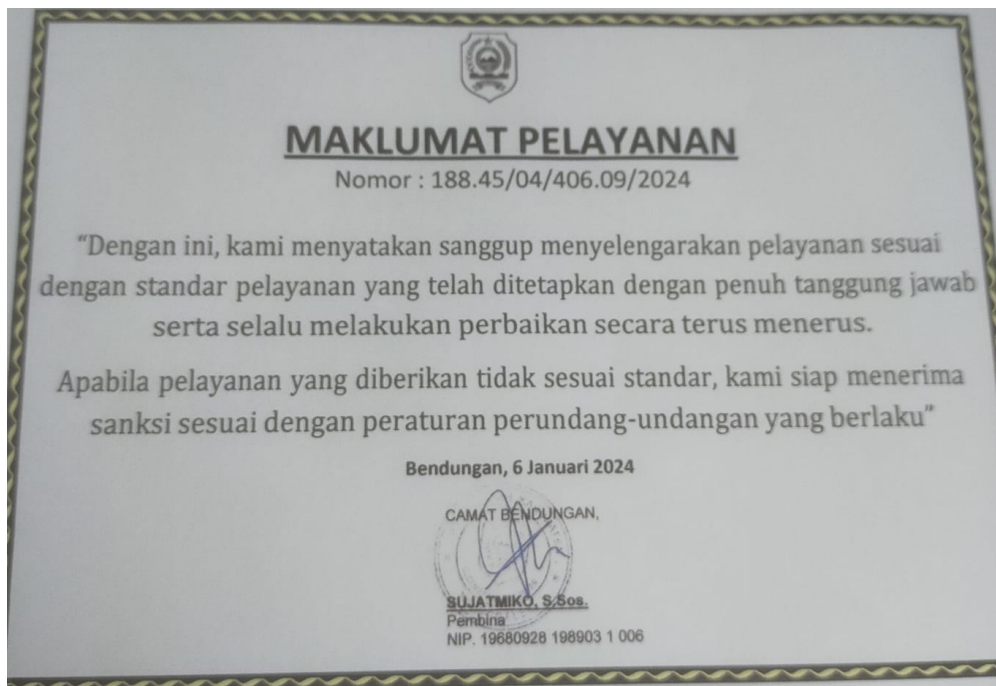 MAKLUMAT PELAYANAN
Nomor : 188.45/04/406.09/2024
“Dengan ini, kami menyatakan sanggup menyelengarakan pelayanan sesuai
dengan standar pelayanan yang telah ditetapkan dengan penuh tanggung jawab
serta selalu melakukan perbaikan secara terus menerus.
Apabila pelayanan yang diberikan tidak sesuai standar, kami siap menerima
sanksi sesuai dengan peraturan perundang-undangan yang berlaku”
Bendungan, 6 Januari 2024
CAMAT BENDUNGAN,
SUJATMIKO, S.Sos.
Pembina
NIP. 19680928 198903 1 006